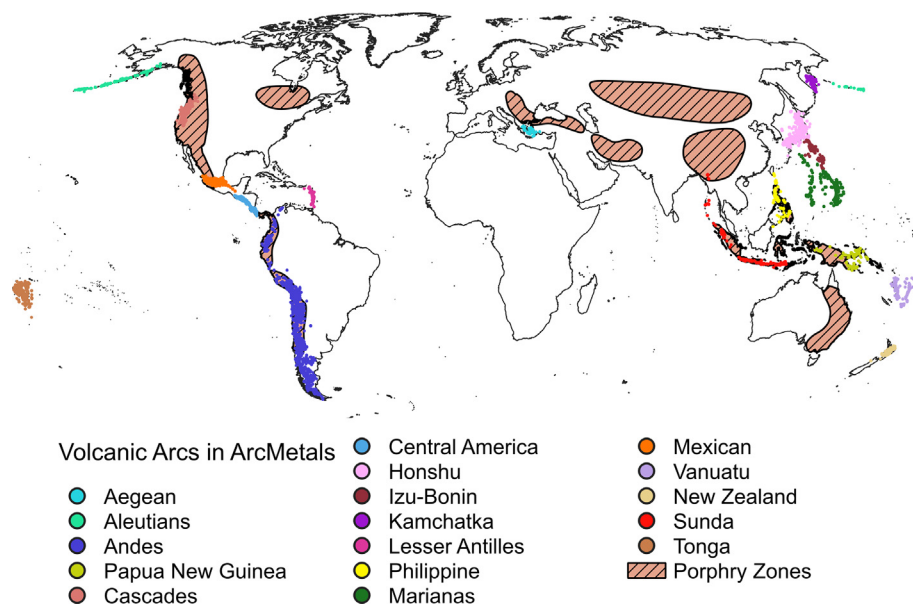 Volcanic Arcs in ArcMetals
Aegean
Aleutians
Andes
Papua New Guinea
Cascades
Central America
Honshu
Izu-Bonin
Kamchatka
Lesser Antilles
Philippine
Marianas
Mexican
Vanuatu
New Zealand
Sunda
Tonga
Porphry Zones